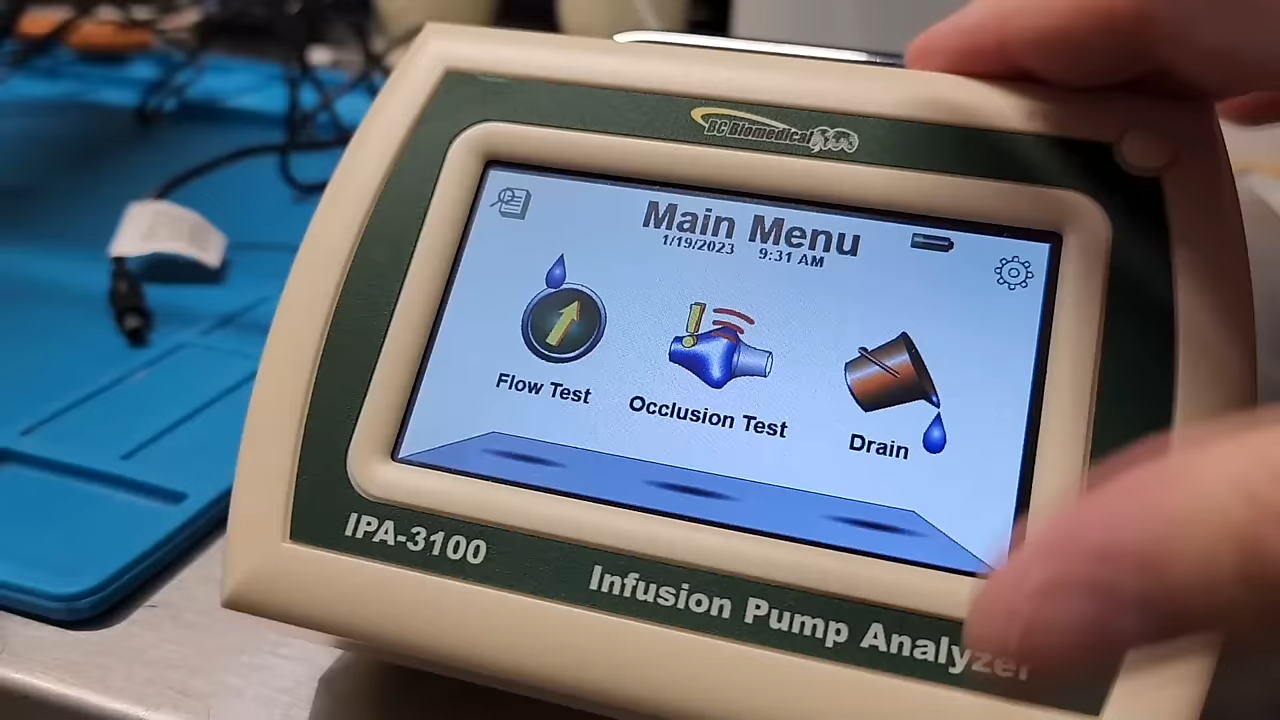 BC Biomedical
Main Menu
1/19/2023 9:31 AM
Flow Test
Occlusion Test
Drain
IPA-3100
Infusion Pump Analyzer